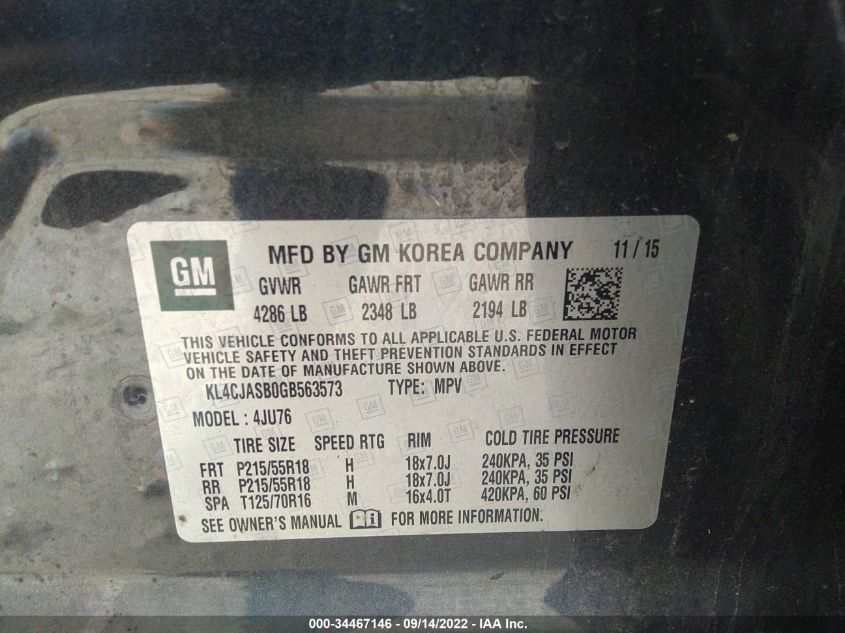 GM
MFD BY GM KOREA COMPANY 11/15
GVWR GAWR FRT GAWR RR
4286 LB 2348 LB 2194 LB
THIS VEHICLE CONFORMS TO ALL APPLICABLE U.S. FEDERAL MOTOR
VEHICLE SAFETY AND THEFT PREVENTION STANDARDS IN EFFECT
ON THE DATE OF MANUFACTURE SHOWN ABOVE.
KL4CJASB0GB563573 TYPE: MPV
MODEL : 4JU76
TIRE SIZE SPEED RTG RIM COLD TIRE PRESSURE
FRT P215/55R18 H 18x7.0J 240KPA, 35 PSI
RR P215/55R18 H 18x7.0J 240KPA, 35 PSI
SPA T125/70R16 M 16x4.0T 420KPA, 60 PSI
SEE OWNER'S MANUAL FOR MORE INFORMATION.
000-34467146 - 09/14/2022 - IAA Inc.